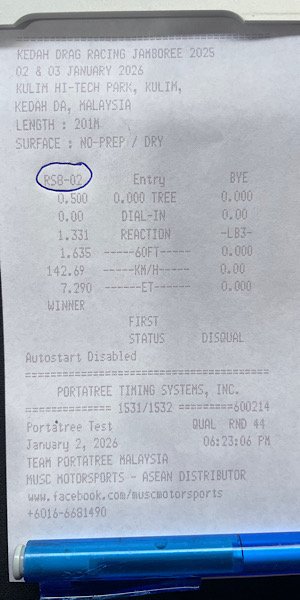 KEDAH DRAG RACING JAMBOREE 2025
02 & 03 JANUARY 2026
KULIM HI-TECH PARK, KULIM,
KEDAH DA, MALAYSIA
LENGTH : 201M
SURFACE : NO-PREP / DRY
RSB-02 Entry BYE
0.500 0.000 TREE 0.000
0.00 DIAL-IN 0.00
1.331 REACTION -LB3-
1.635 -----60FT----- 0.000
142.69 -----KM/H----- 0.00
7.290 ------ET------ 0.000
WINNER
FIRST
STATUS DISQUAL
Autostart Disabled
========================================
PORTATREE TIMING SYSTEMS, INC.
============= 1531/1532 =========600214
Portatree Test QUAL RND 44
January 2, 2026 06:23:06 PM
TEAM PORTATREE MALAYSIA
MUSC MOTORSPORTS - ASEAN DISTRIBUTOR
www.facebook.com/muscmotorsports
+6016-6681490